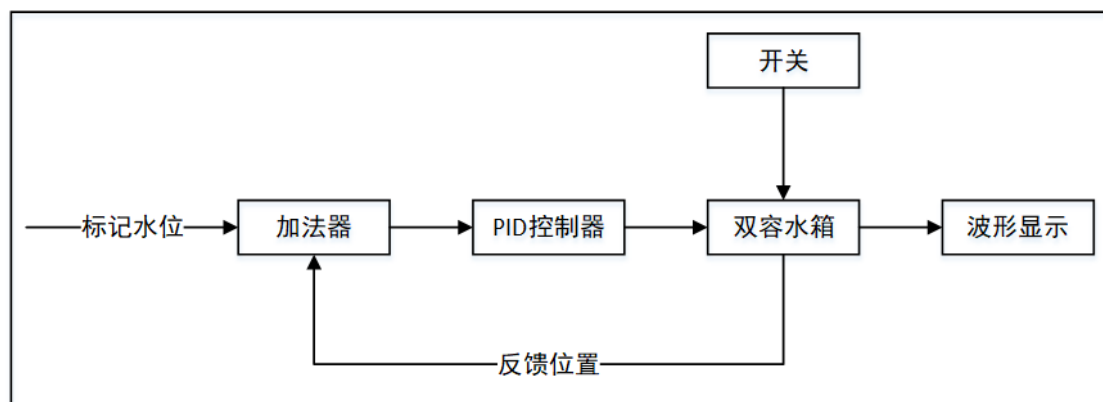 开关
标记水位
加法器
PID控制器
双容水箱
波形显示
反馈位置